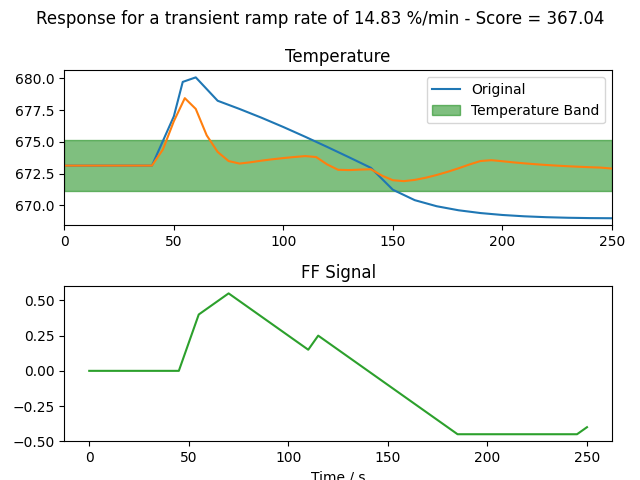 Response for a transient ramp rate of 14.83 %/min - Score = 367.04
Temperature
680.0
677.5
675.0
672.5
670.0
Original
Temperature Band
0 50 100 150 200 250
FF Signal
0.50
0.25
0.00
−0.25
−0.50
0 50 100 150 200 250
Time / s